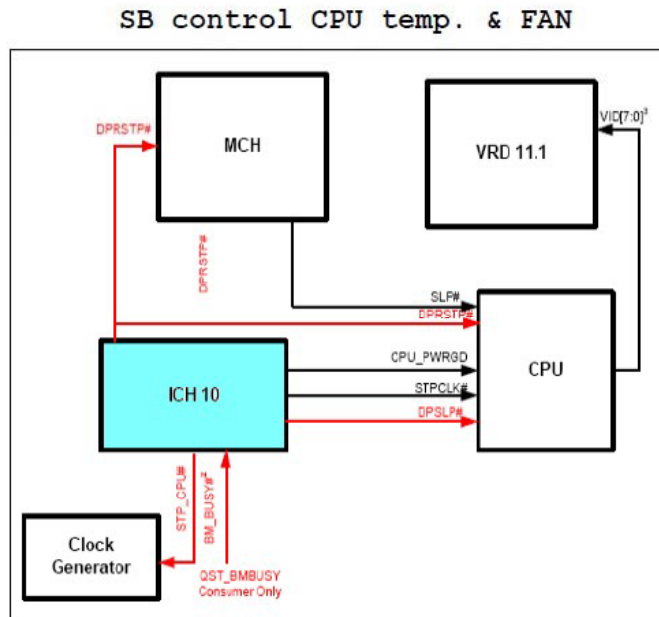 SB control CPU temp. & FAN
DPRSTP#
MCH
VRD 11.1
VID[7:0]³
DPRSTP#
SLP#
DPRSTP#
CPU_PWRGD
STPCLK#
DPSLP#
CPU
ICH 10
STP_CPU#
BM_BUSY#²
Clock
Generator
QST_BMBUSY
Consumer Only